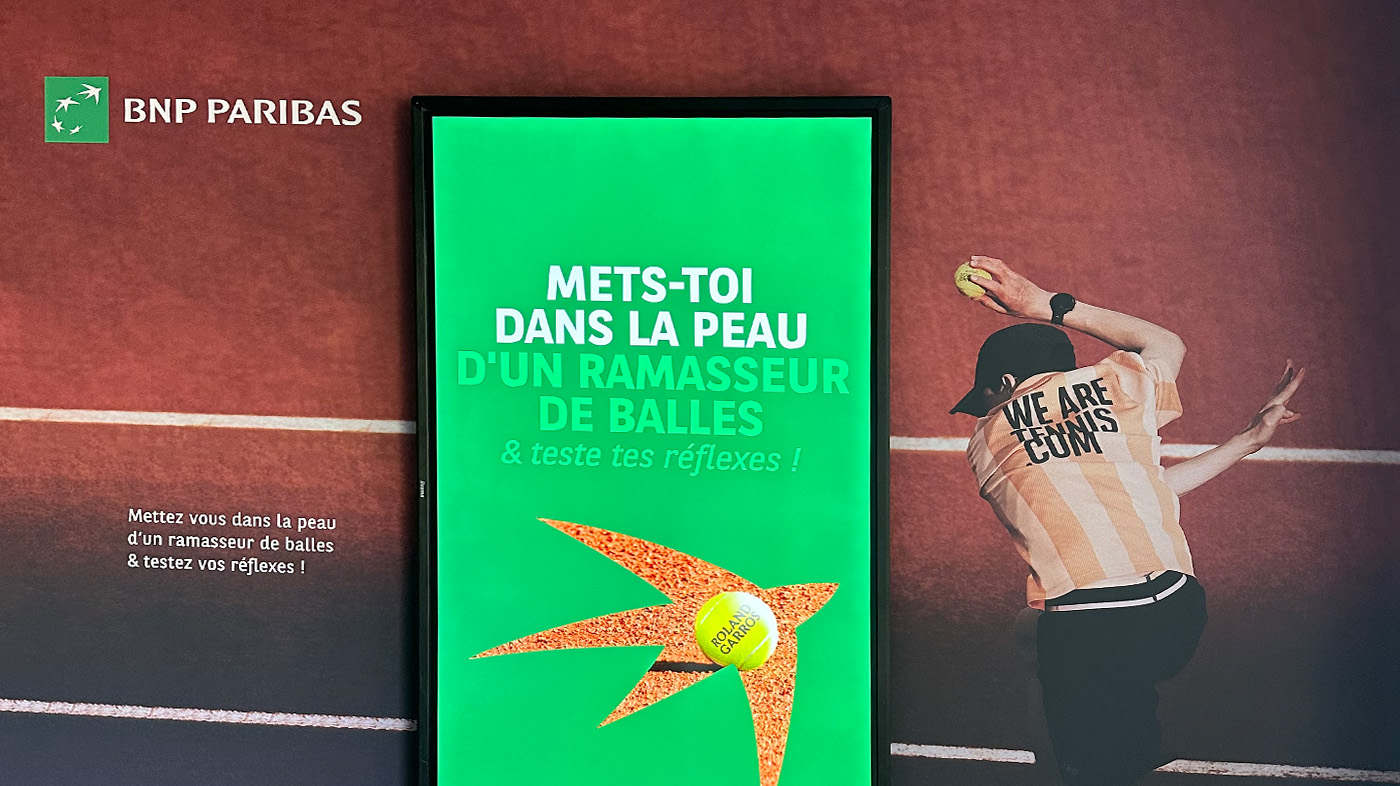 BNP PARIBAS
METS-TOI
DANS LA PEAU
D'UN RAMASSEUR
DE BALLES
& teste tes réflexes !
Mettez vous dans la peau
d'un ramasseur de balles
& testez vos réflexes !
WE ARE
TENNIS
.COM
ROLAND
GARROS